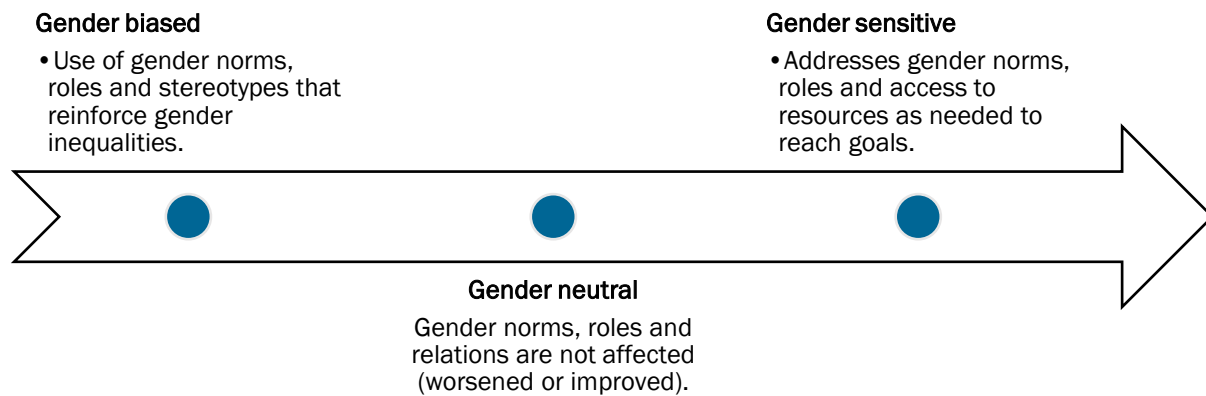 Gender biased
•Use of gender norms,
roles and stereotypes that
reinforce gender
inequalities.
Gender sensitive
•Addresses gender norms,
roles and access to
resources as needed to
reach goals.
Gender neutral
Gender norms, roles and
relations are not affected
(worsened or improved).